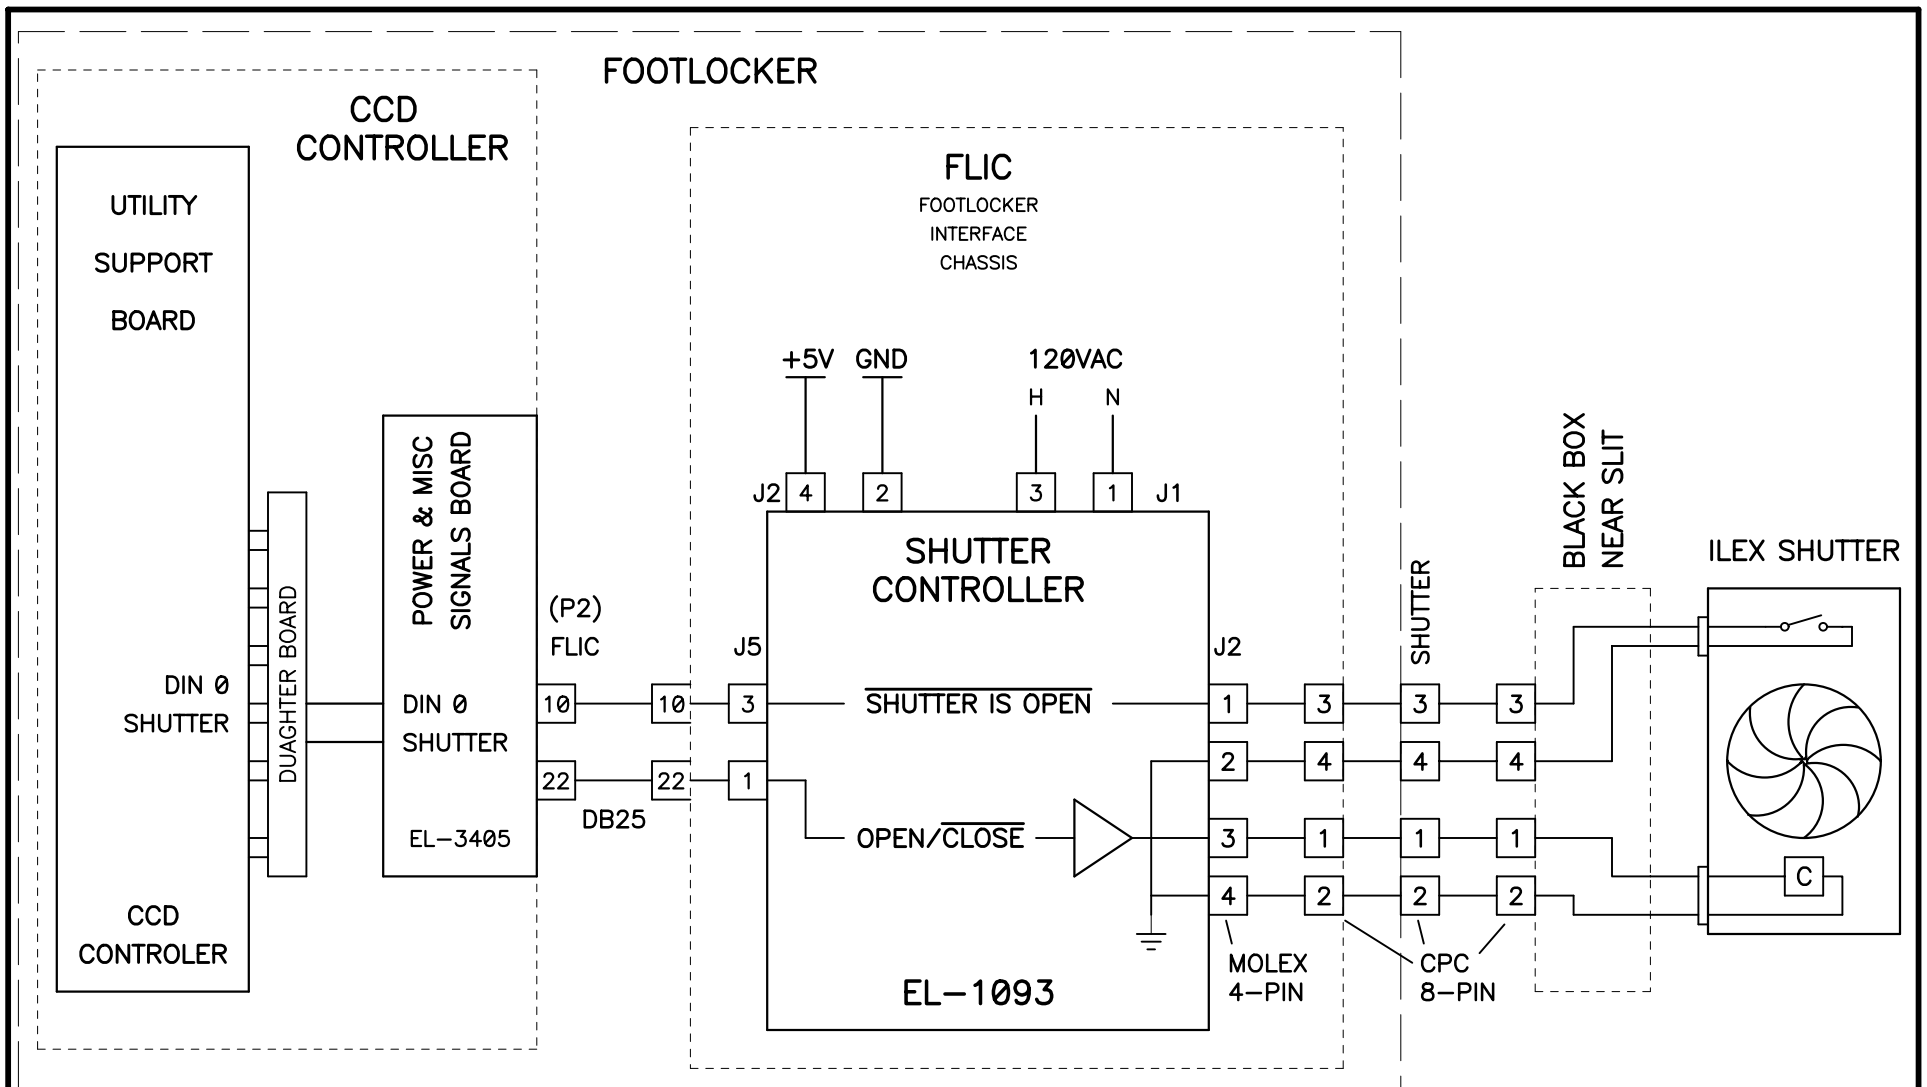 FOOTLOCKER
CCD
CONTROLLER
UTILITY
SUPPORT
BOARD
DIN 0
SHUTTER
CCD
CONTROLER
DUAGHTER BOARD
POWER & MISC
SIGNALS BOARD
DIN 0
SHUTTER
EL-3405
(P2)
FLIC
10
22
DB25
10
22
FLIC
FOOTLOCKER
INTERFACE
CHASSIS
+5V GND
120VAC
H N
J2 4 2 3 1 J1
SHUTTER
CONTROLLER
J5
3
1
SHUTTER IS OPEN
OPEN/CLOSE
EL-1093
J2
1 3 3 3
2 4 4 4
3 1 1 1
4 2 2 2
MOLEX
4-PIN
CPC
8-PIN
SHUTTER
BLACK BOX
NEAR SLIT
ILEX SHUTTER
C